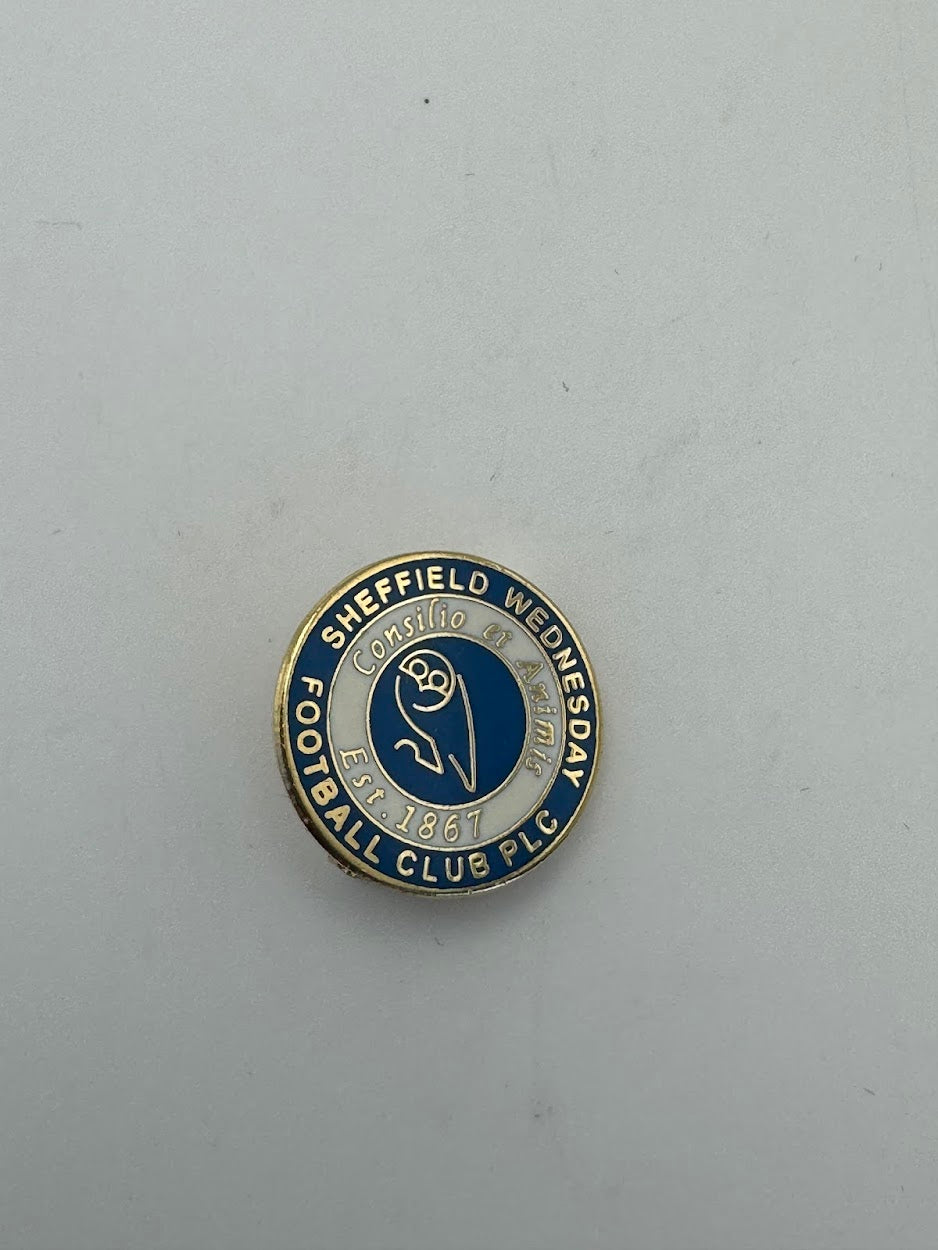 SHEFFIELD WEDNESDAY
FOOTBALL CLUB PLC
Consilio et Animis
Est. 1867